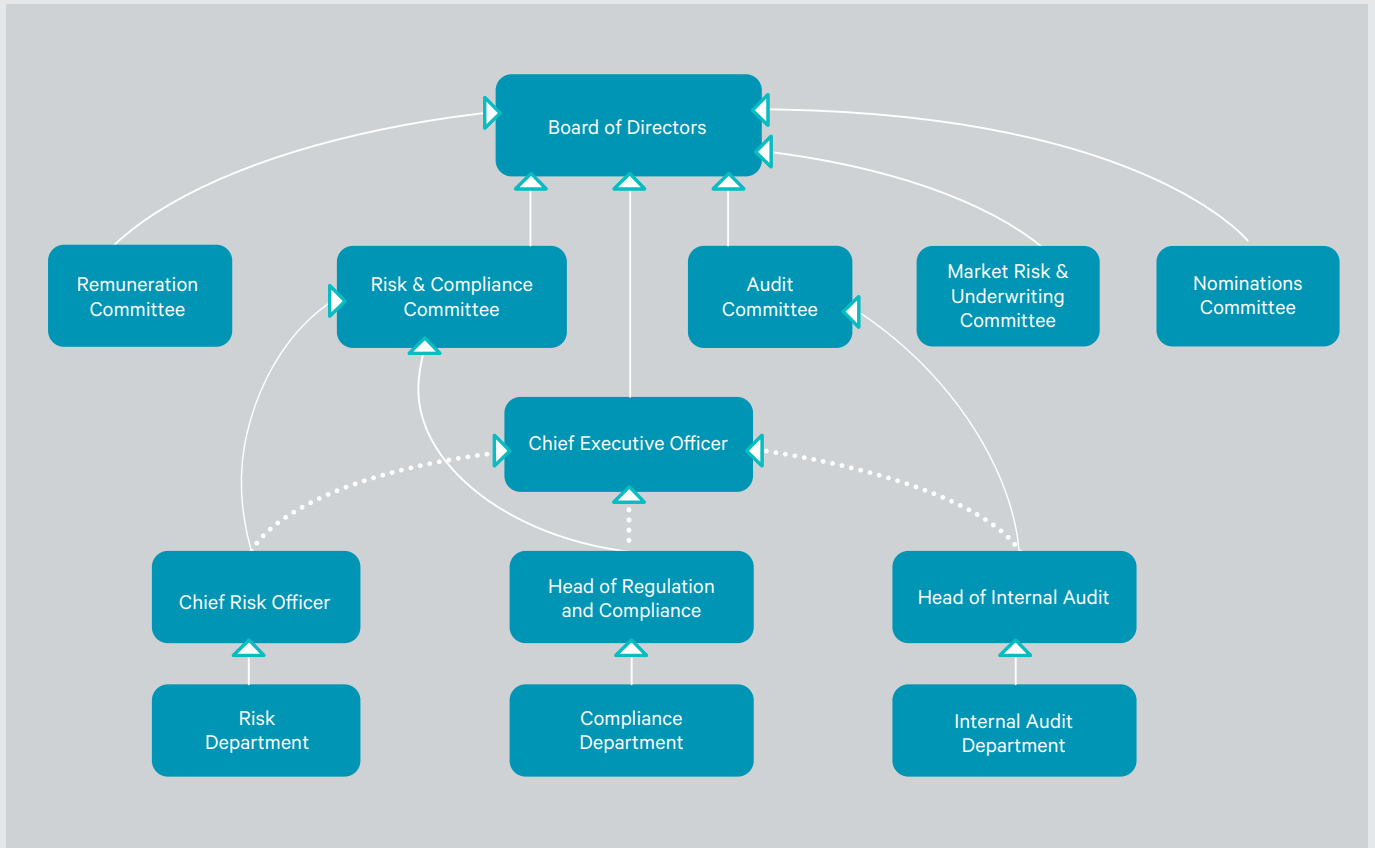 Board of Directors
Remuneration
Committee
Risk & Compliance
Committee
Audit
Committee
Market Risk &
Underwriting
Committee
Nominations
Committee
Chief Executive Officer
Chief Risk Officer
Head of Regulation
and Compliance
Head of Internal Audit
Risk
Department
Compliance
Department
Internal Audit
Department